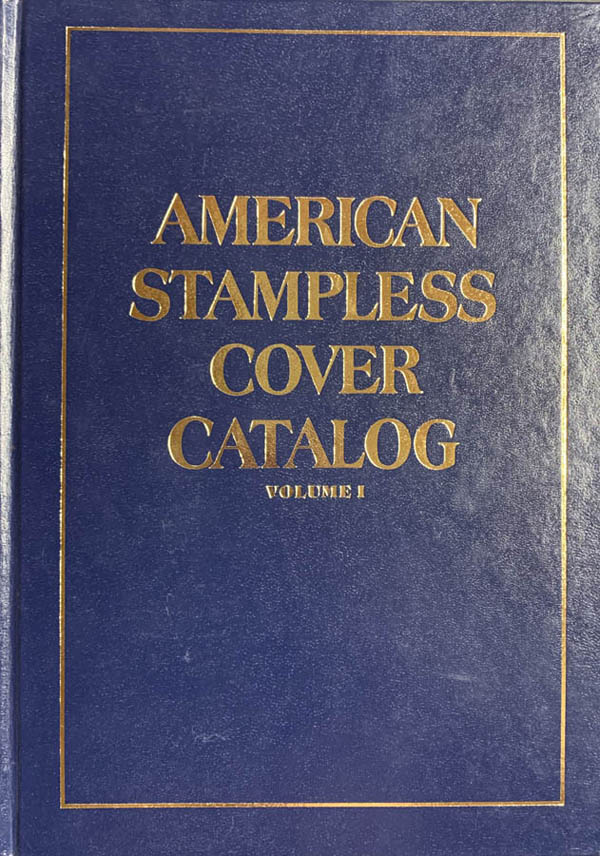 AMERICAN
STAMPLESS
COVER
CATALOG
VOLUME I